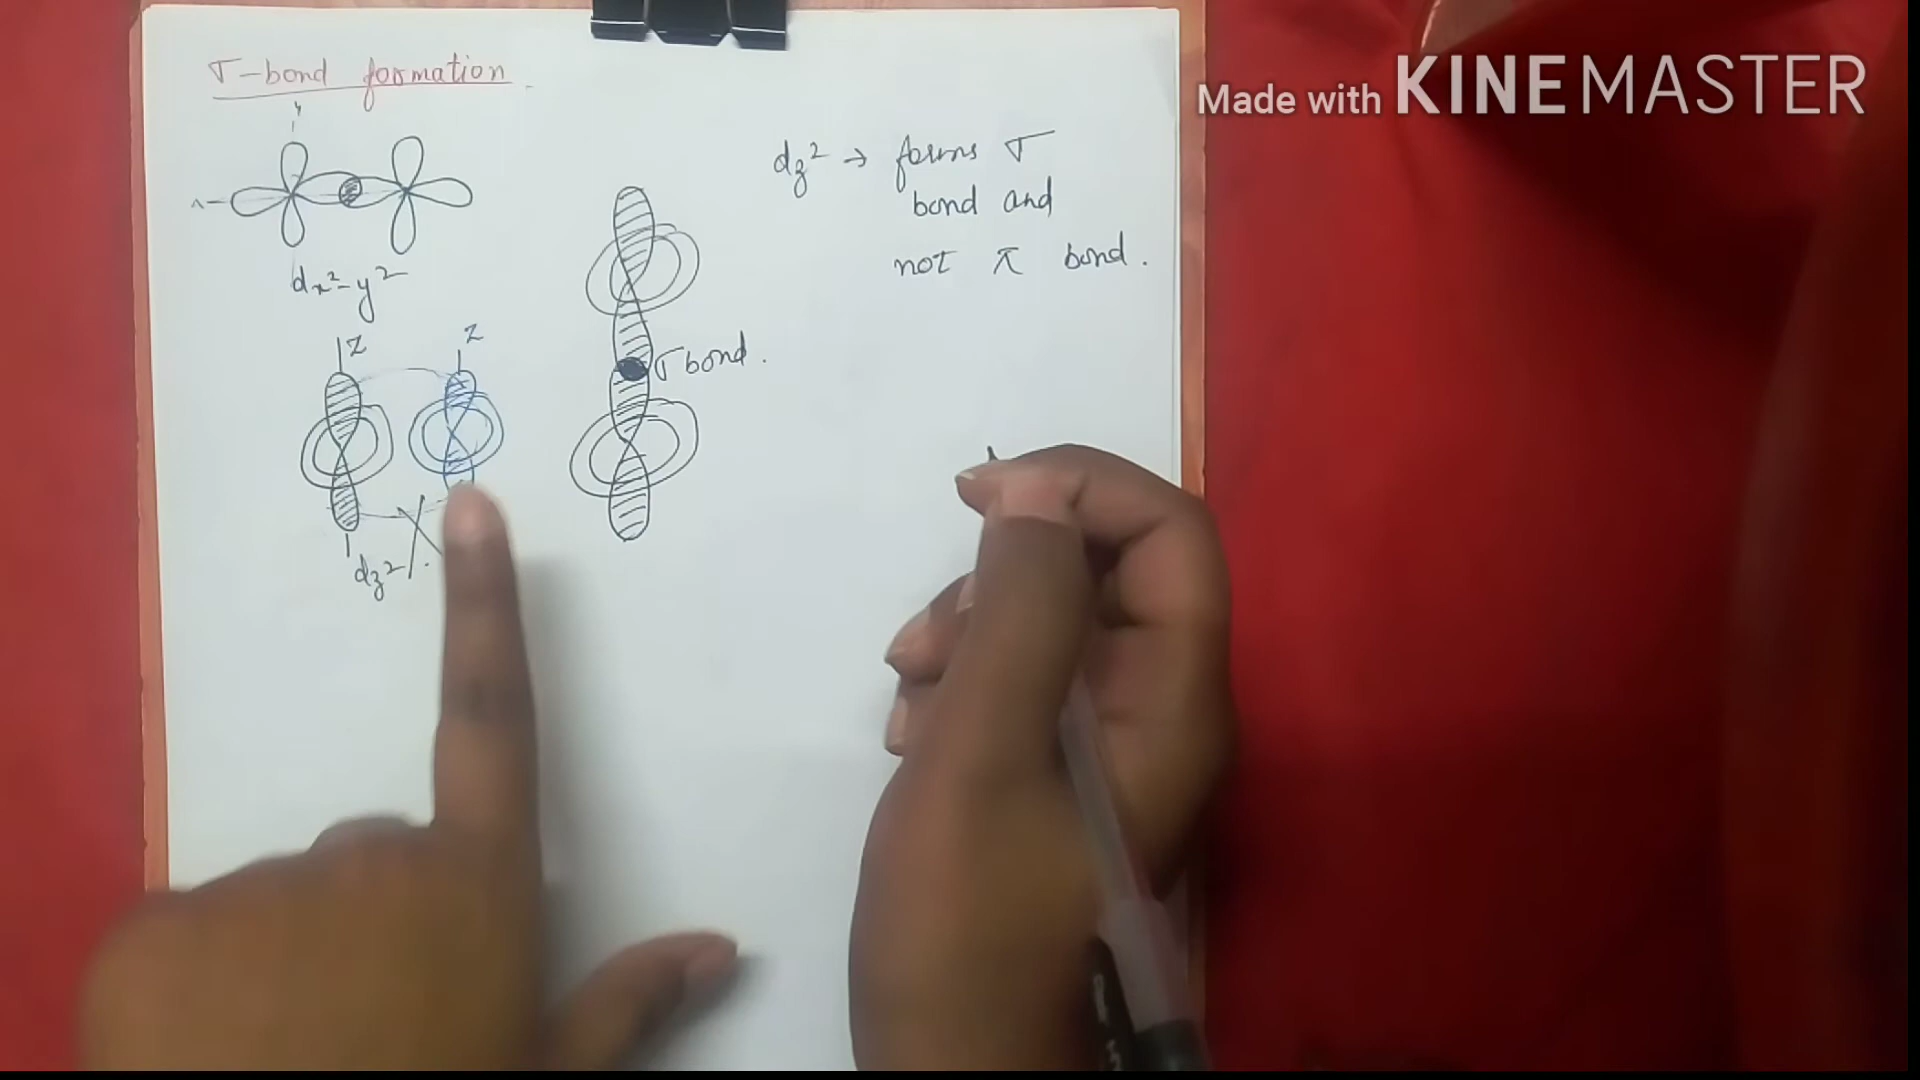 σ-bond formation
y
x
dx²-y²
Z
Z
dz²
σ bond.
dz² → forms σ
bond and
not π bond.
Made with KINEMASTER